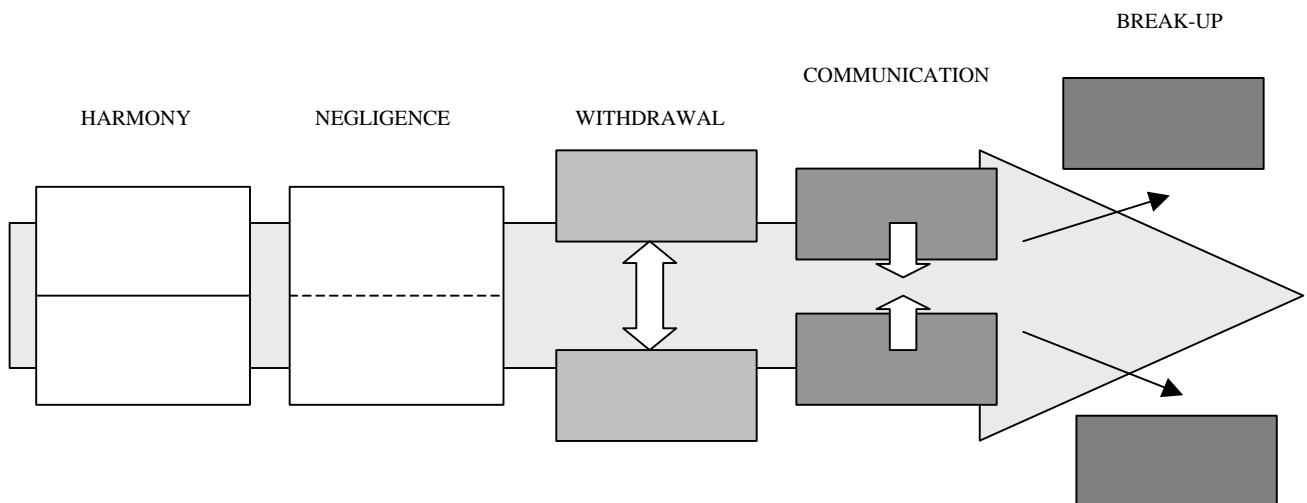 BREAK-UP
COMMUNICATION
HARMONY
NEGLIGENCE
WITHDRAWAL